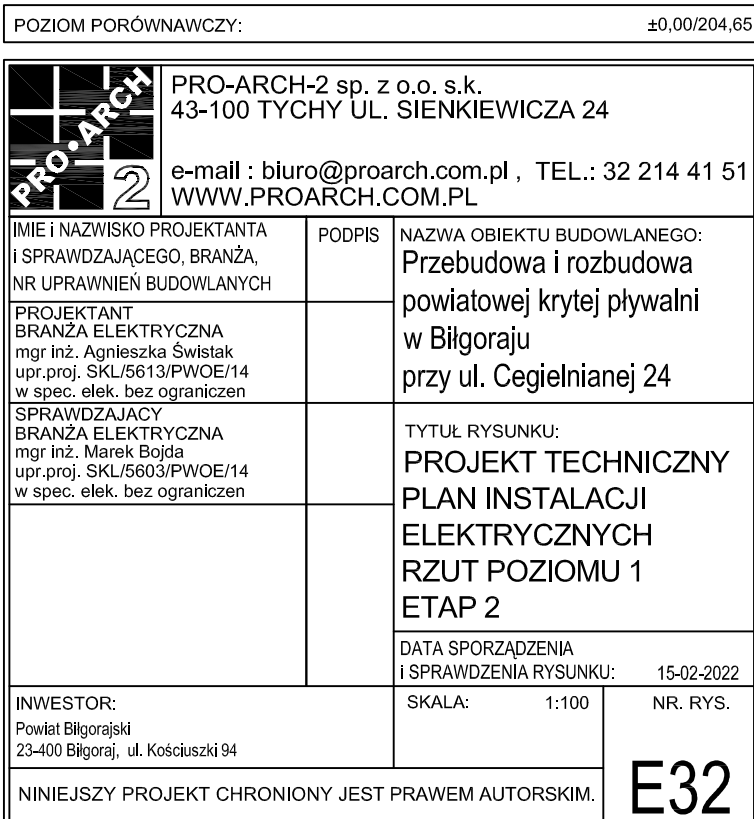 POZIOM PORÓWNAWCZY: ±0,00/204,65
PRO•ARCH
2
PRO-ARCH-2 sp. z o.o. s.k.
43-100 TYCHY UL. SIENKIEWICZA 24
e-mail : biuro@proarch.com.pl , TEL.: 32 214 41 51
WWW.PROARCH.COM.PL
IMIE i NAZWISKO PROJEKTANTA
i SPRAWDZAJĄCEGO, BRANŻA,
NR UPRAWNIEŃ BUDOWLANYCH
PODPIS
NAZWA OBIEKTU BUDOWLANEGO:
Przebudowa i rozbudowa
powiatowej krytej pływalni
w Biłgoraju
przy ul. Cegielnianej 24
PROJEKTANT
BRANŻA ELEKTRYCZNA
mgr inż. Agnieszka Świstak
upr.proj. SKL/5613/PWOE/14
w spec. elek. bez ograniczen
SPRAWDZAJACY
BRANŻA ELEKTRYCZNA
mgr inż. Marek Bojda
upr.proj. SKL/5603/PWOE/14
w spec. elek. bez ograniczen
TYTUŁ RYSUNKU:
PROJEKT TECHNICZNY
PLAN INSTALACJI
ELEKTRYCZNYCH
RZUT POZIOMU 1
ETAP 2
DATA SPORZĄDZENIA
i SPRAWDZENIA RYSUNKU: 15-02-2022
INWESTOR:
Powiat Biłgorajski
23-400 Biłgoraj, ul. Kościuszki 94
SKALA: 1:100
NR. RYS.
E32
NINIEJSZY PROJEKT CHRONIONY JEST PRAWEM AUTORSKIM.